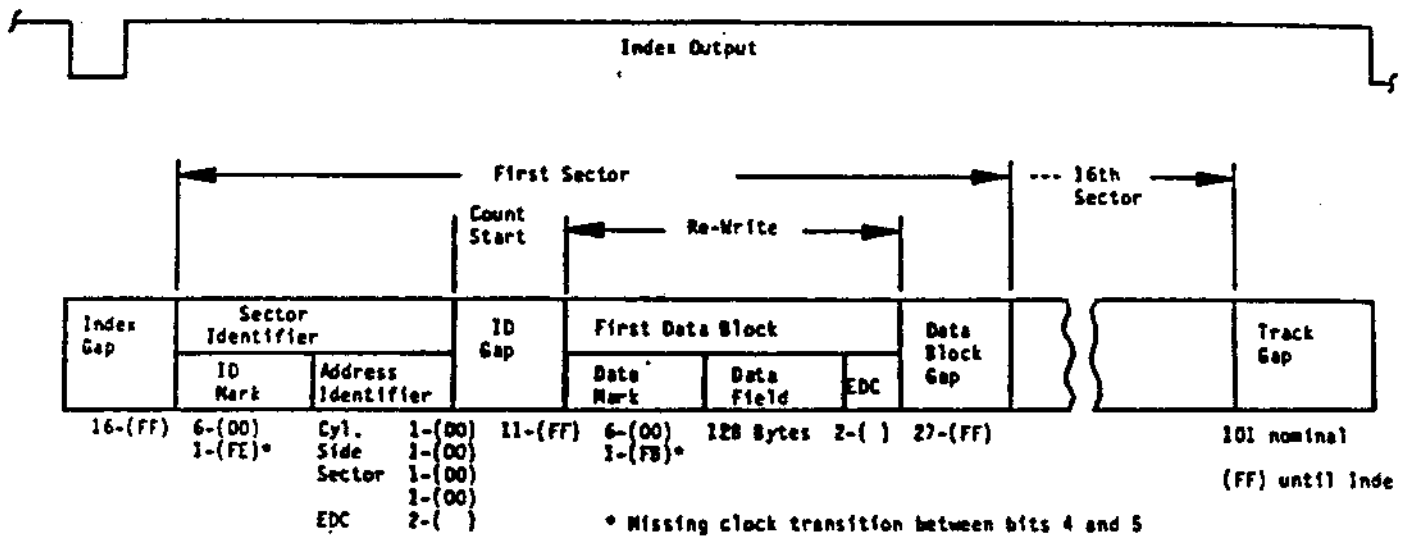 Index Output
First Sector
--- 16th
Sector
Count
Start
Re-Write
Index
Gap
Sector
Identifier
ID
Gap
First Data Block
Data
Block
Gap
Track
Gap
ID
Mark
Address
Identifier
Data
Mark
Data
Field
EDC
16-(FF)
6-(00)
1-(FE)*
Cyl. 1-(00)
Side 1-(00)
Sector 1-(00)
1-(00)
EDC 2-( )
11-(FF)
6-(00)
1-(FB)*
128 Bytes
2-( )
27-(FF)
101 nominal
(FF) until Inde
* Missing clock transition between bits 4 and 5